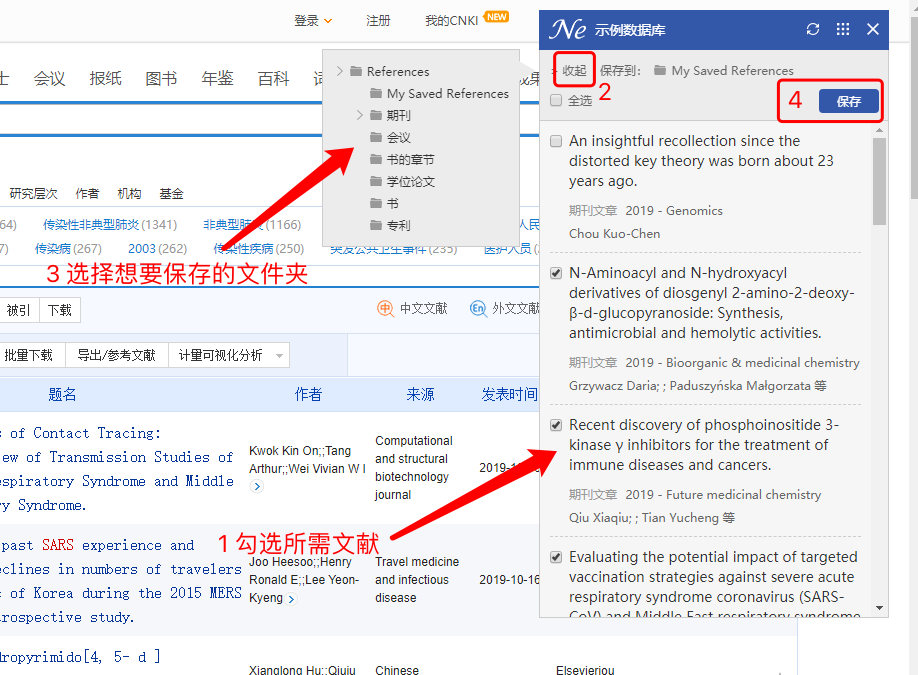 登录
注册
我的CNKI
NEW
会议
报纸
图书
年鉴
百科
研究层次
作者
机构
基金
64)
传染性非典型肺炎(1341)
非典型肺
(1166)
传染病(267)
2003 (262)
传染性疾病(250)
突发公共卫生事件(235)
医护人员
3 选择想要保存的文件夹
被引
下载
中文文献
外文文献
批量下载
导出/参考文献
计量可视化分析
题名
作者
来源
发表时间
s of Contact Tracing:
ew of Transmission Studies of
espiratory Syndrome and Middle
ry Syndrome.
Kwok Kin On;;Tang
Arthur;;Wei Vivian W I
Computational
and structural
biotechnology
journal
1 勾选所需文献
past SARS experience and
eclines in numbers of travelers
c of Korea during the 2015 MERS
trospective study.
Joo Heesoo;;Henry
Ronald E;;Lee Yeon-
Kyeng
Travel medicine
and infectious
disease
2019-10-16
dropyrimido[4, 5- d ]
Xianglong Hu;;Qiuju
Chinese
Elsevierjou
References
My Saved References
期刊
会议
书的章节
学位论文
书
专利
Ne 示例数据库
收起
保存到:
My Saved References
2
全选
4
保存
An insightful recollection since the
distorted key theory was born about 23
years ago.
期刊文章 2019 - Genomics
Chou Kuo-Chen
N-Aminoacyl and N-hydroxyacyl
derivatives of diosgenyl 2-amino-2-deoxy-
β-d-glucopyranoside: Synthesis,
antimicrobial and hemolytic activities.
期刊文章 2019 - Bioorganic & medicinal chemistry
Grzywacz Daria; ; Paduszyńska Małgorzata 等
Recent discovery of phosphoinositide 3-
kinase γ inhibitors for the treatment of
immune diseases and cancers.
期刊文章 2019 - Future medicinal chemistry
Qiu Xiaqiu; ; Tian Yucheng 等
Evaluating the potential impact of targeted
vaccination strategies against severe acute
respiratory syndrome coronavirus (SARS-
CoV) and Middle East respiratory syndrome